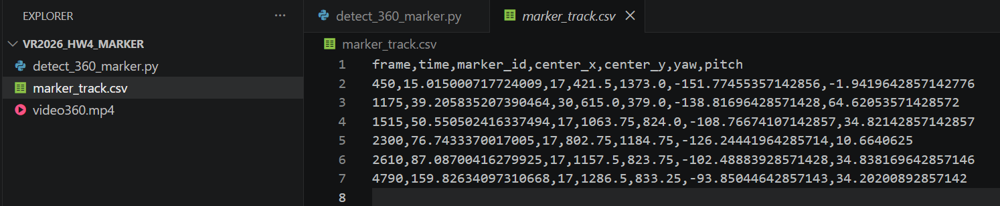 EXPLORER
VR2026_HW4_MARKER
detect_360_marker.py
marker_track.csv
video360.mp4
detect_360_marker.py
marker_track.csv
marker_track.csv
1 frame,time,marker_id,center_x,center_y,yaw,pitch
2 450,15.015000717724009,17,421.5,1373.0,-151.77455357142856,-1.9419642857142776
3 1175,39.205835207390464,30,615.0,379.0,-138.81696428571428,64.62053571428572
4 1515,50.550502416337494,17,1063.75,824.0,-108.76674107142857,34.82142857142857
5 2300,76.7433370017005,17,802.75,1184.75,-126.24441964285714,10.6640625
6 2610,87.08700416279925,17,1157.5,823.75,-102.48883928571428,34.838169642857146
7 4790,159.82634097310668,17,1286.5,833.25,-93.85044642857143,34.20200892857142
8